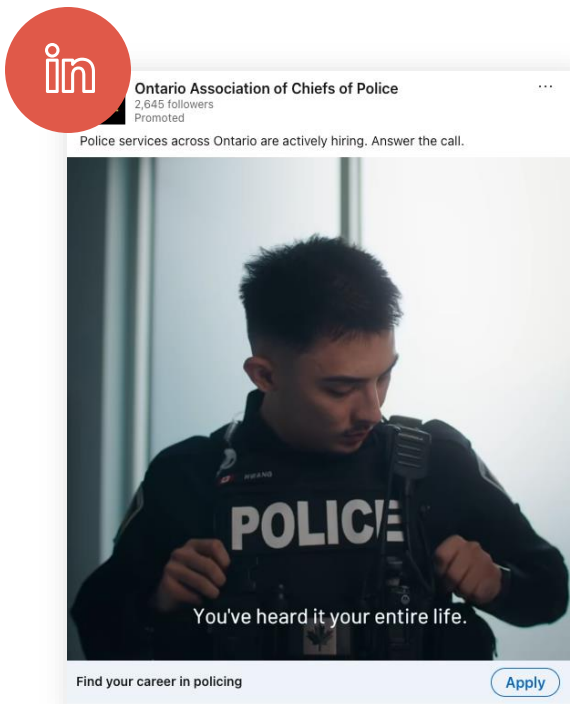 in
Ontario Association of Chiefs of Police
2,645 followers
Promoted
Police services across Ontario are actively hiring. Answer the call.
HWANG
POLICE
You've heard it your entire life.
Find your career in policing
Apply